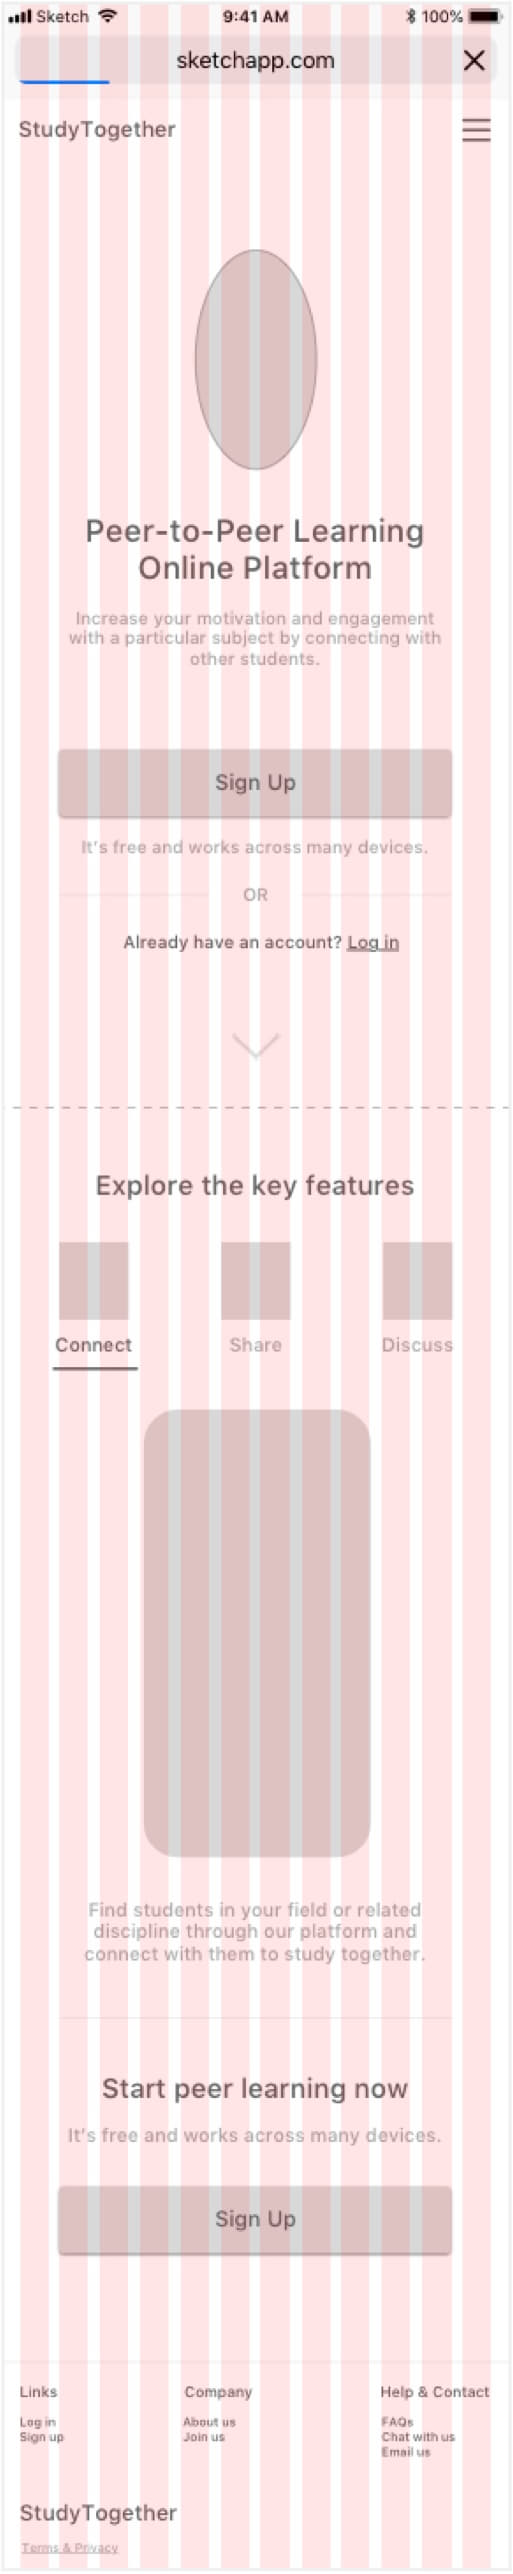 Sketch 9:41 AM 100%
sketchapp.com
StudyTogether
Peer-to-Peer Learning
Online Platform
Increase your motivation and engagement
with a particular subject by connecting with
other students.
Sign Up
It's free and works across many devices.
OR
Already have an account? Log in
Explore the key features
Connect Share Discuss
Find students in your field or related
discipline through our platform and
connect with them to study together.
Start peer learning now
It's free and works across many devices.
Sign Up
Links Company Help & Contact
Log in About us FAQs
Sign up Join us Chat with us
Email us
StudyTogether
Terms & Privacy